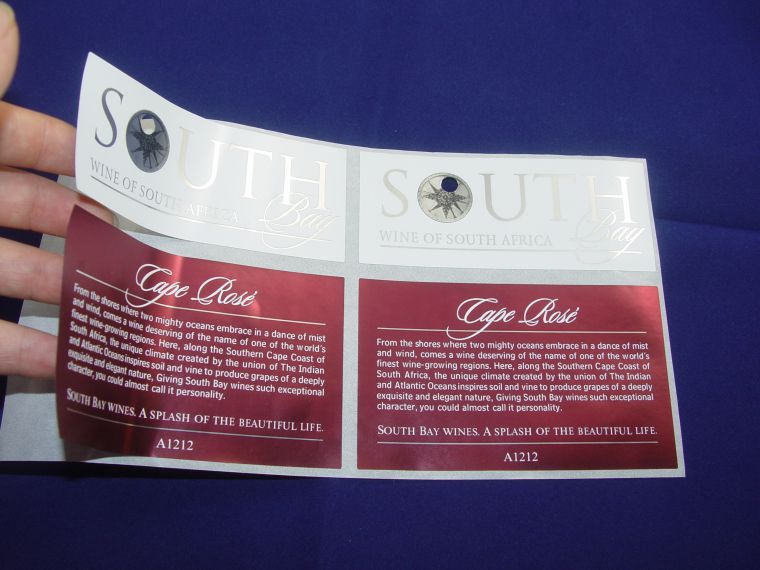 SOUTH
Bay
WINE OF SOUTH AFRICA
Cape Rosé
From the shores where two mighty oceans embrace in a dance of mist
and wind, comes a wine deserving of the name of one of the world's
finest wine-growing regions. Here, along the Southern Cape Coast of
South Africa, the unique climate created by the union of The Indian
and Atlantic Oceans inspires soil and vine to produce grapes of a deeply
exquisite and elegant nature, Giving South Bay wines such exceptional
character, you could almost call it personality.
SOUTH BAY WINES. A SPLASH OF THE BEAUTIFUL LIFE.
A1212
SOUTH
Bay
WINE OF SOUTH AFRICA
Cape Rosé
From the shores where two mighty oceans embrace in a dance of mist
and wind, comes a wine deserving of the name of one of the world's
finest wine-growing regions. Here, along the Southern Cape Coast of
South Africa, the unique climate created by the union of The Indian
and Atlantic Oceans inspires soil and vine to produce grapes of a deeply
exquisite and elegant nature, Giving South Bay wines such exceptional
character, you could almost call it personality.
SOUTH BAY WINES. A SPLASH OF THE BEAUTIFUL LIFE.
A1212